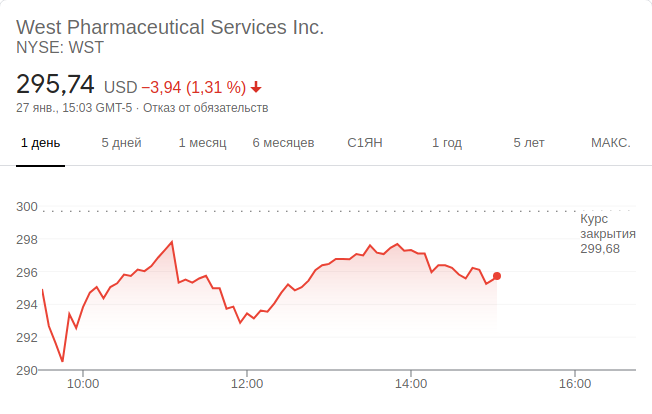 West Pharmaceutical Services Inc.
NYSE: WST
295,74 USD −3,94 (1,31 %)
27 янв., 15:03 GMT-5 · Отказ от обязательств
1 день 5 дней 1 месяц 6 месяцев С1ЯН 1 год 5 лет МАКС.
300
Курс
закрытия
299,68
298
296
294
292
290
10:00 12:00 14:00 16:00